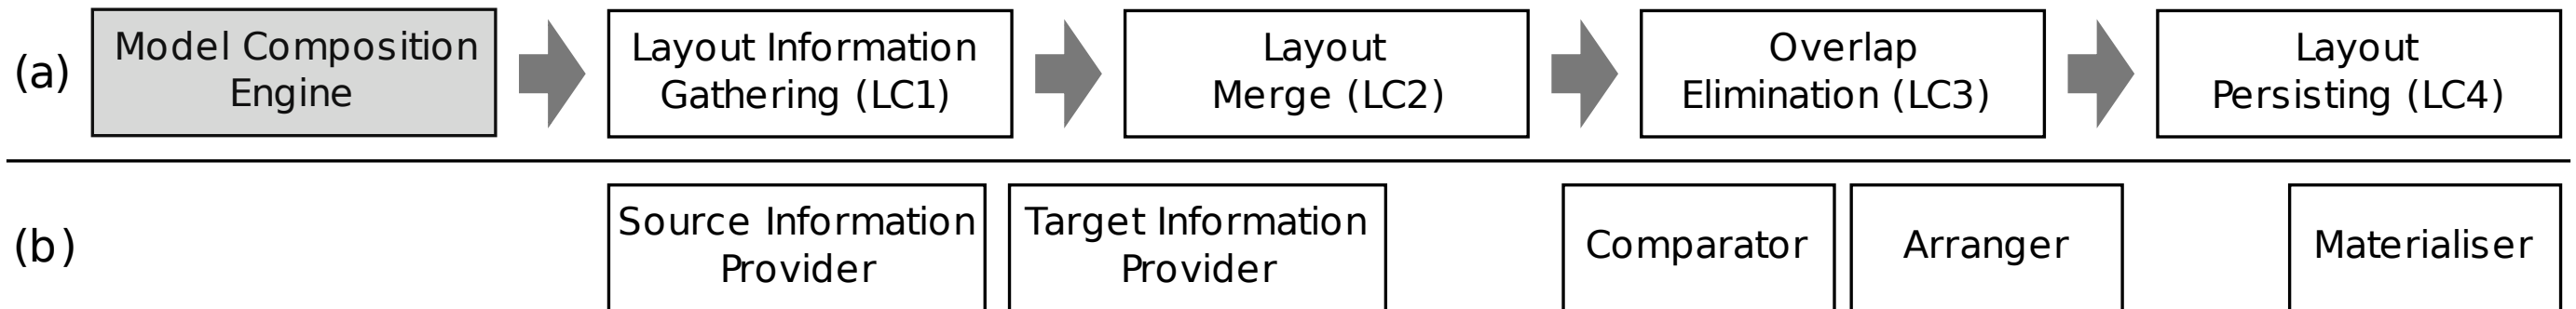 (a)
Model Composition
Engine
Layout Information
Gathering (LC1)
Layout
Merge (LC2)
Overlap
Elimination (LC3)
Layout
Persisting (LC4)
(b)
Source Information
Provider
Target Information
Provider
Comparator
Arranger
Materialiser